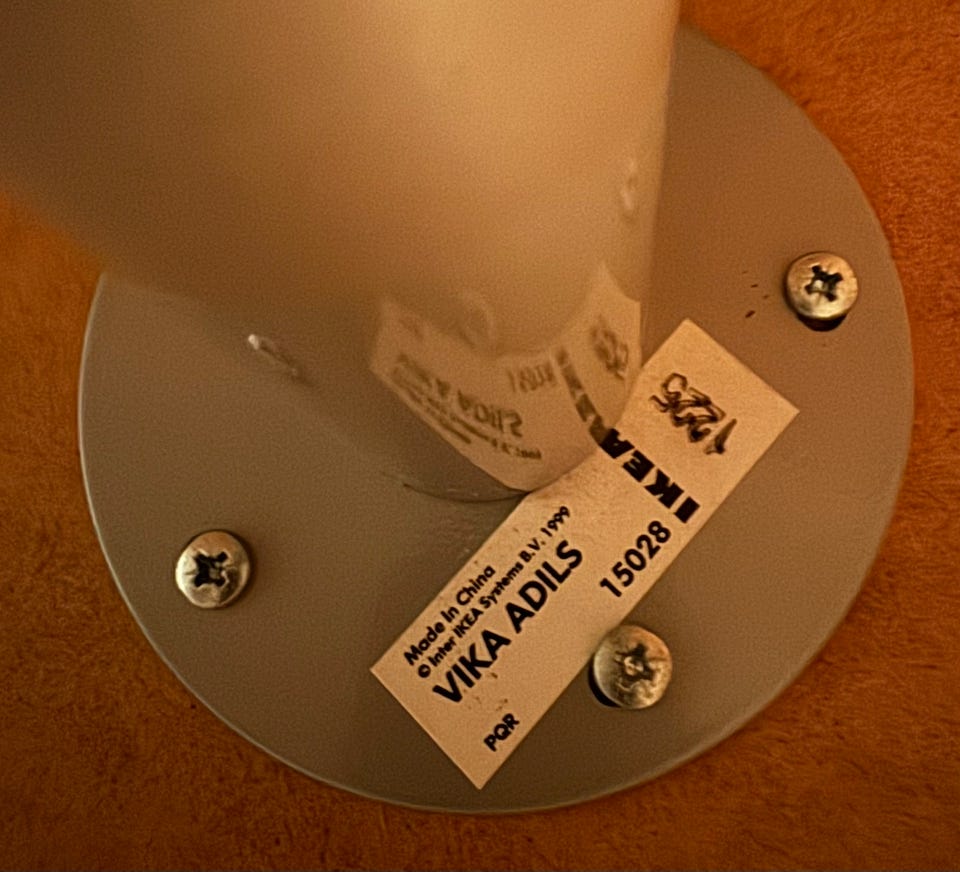 Made in China
© Inter IKEA Systems B.V. 1999
VIKA ADILS
PQR
15028
IKEA